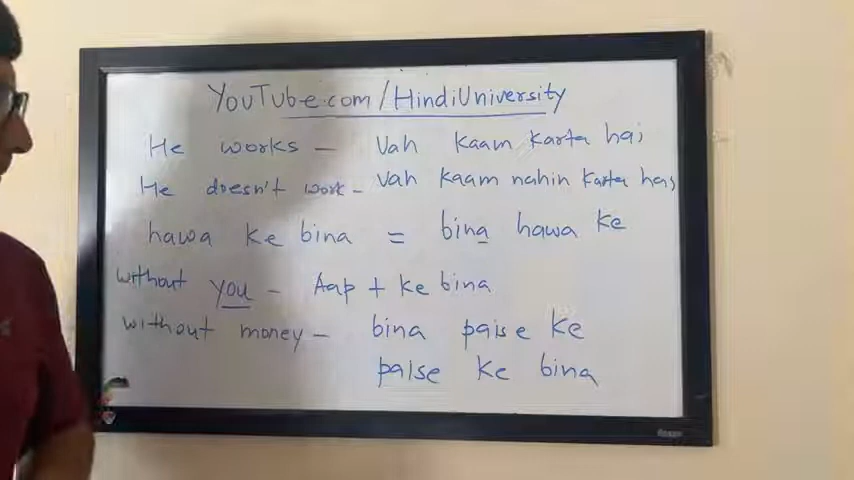 YouTube.com/HindiUniversity
He works - Vah kaam karta hai
He doesn't work - Vah kaam nahin karta hai
hawa ke bina = bina hawa ke
without you - Aap + ke bina
without money - bina paise ke
paise ke bina